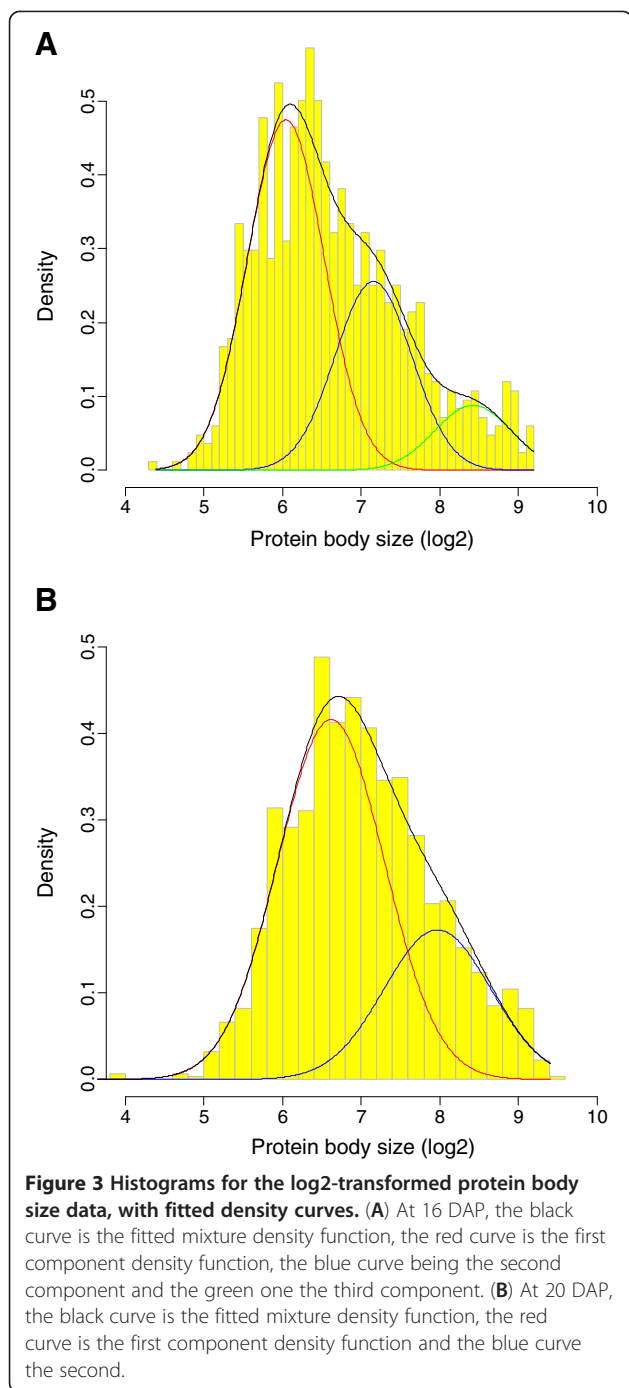 A
0.5
0.4
0.3
0.2
0.1
0.0
Density
4 5 6 7 8 9 10
Protein body size (log2)
B
0.5
0.4
0.3
0.2
0.1
0.0
Density
4 5 6 7 8 9 10
Protein body size (log2)
Figure 3 Histograms for the log2-transformed protein body
size data, with fitted density curves. (A) At 16 DAP, the black
curve is the fitted mixture density function, the red curve is the first
component density function, the blue curve being the second
component and the green one the third component. (B) At 20 DAP,
the black curve is the fitted mixture density function, the red
curve is the first component density function and the blue curve
the second.